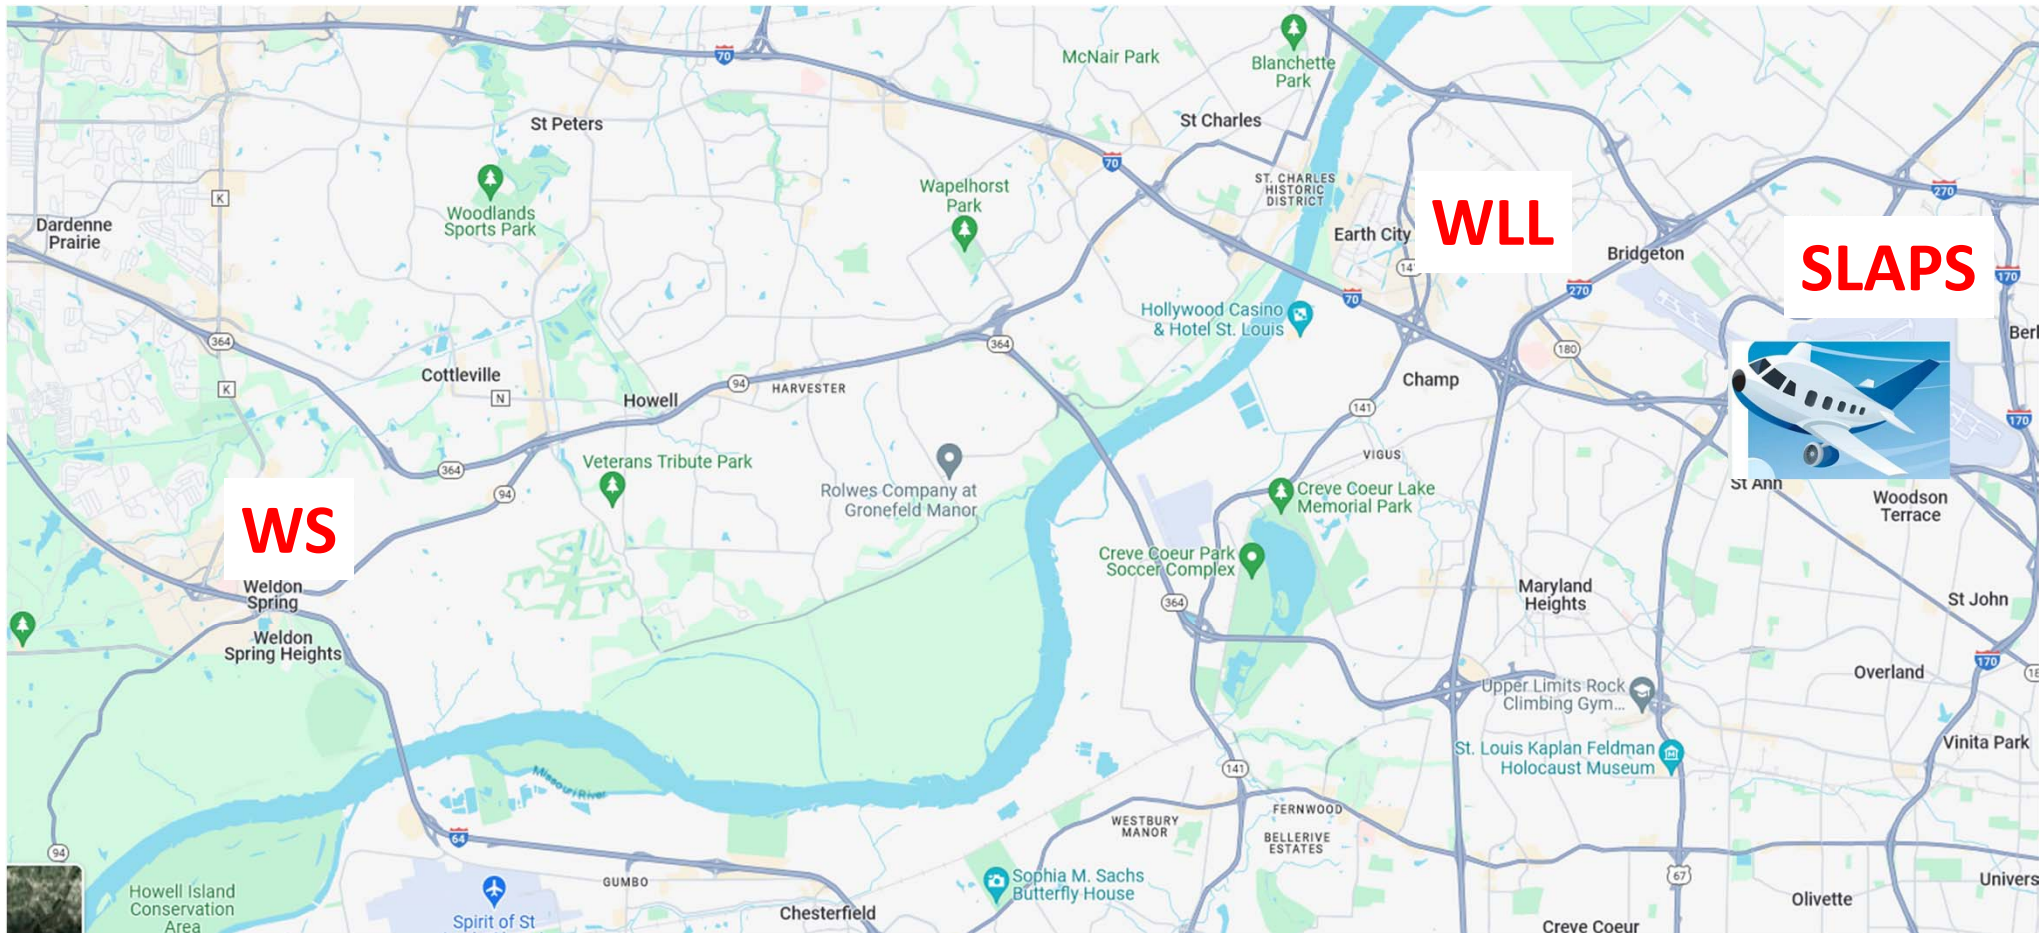 70
McNair Park
Blanchette
Park
St Peters
St Charles
70
K
Woodlands
Sports Park
Wapelhorst
Park
ST. CHARLES
HISTORIC
DISTRICT
270
Dardenne
Prairie
Earth City
WLL
Bridgeton
SLAPS
14
270
170
70
Hollywood Casino
& Hotel St. Louis
364
364
180
Berl
Cottleville
K
N
Howell
94
HARVESTER
Champ
141
170
364
Veterans Tribute Park
VIGUS
94
Rolwes Company at
Gronefeld Manor
Creve Coeur Lake
Memorial Park
St Ann
Woodson
Terrace
WS
Creve Coeur Park
Soccer Complex
Weldon
Spring
364
Maryland
Heights
St John
Weldon
Spring Heights
170
18
Overland
Upper Limits Rock
Climbing Gym...
St. Louis Kaplan Feldman
Holocaust Museum
Vinita Park
Missouri River
141
FERNWOOD
WESTBURY
MANOR
BELLERIVE
ESTATES
64
94
GUMBO
Sophia M. Sachs
Butterfly House
67
Howell Island
Conservation
Area
Spirit of St
Chesterfield
Olivette
Univers
Creve Coeur